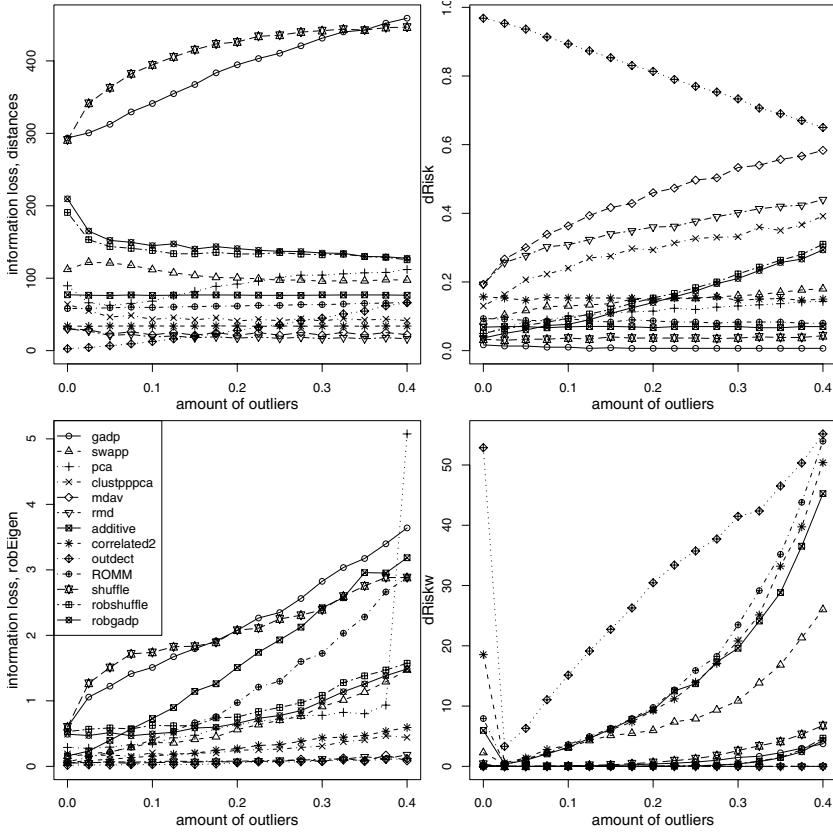 information loss, distances
400
300
200
100
0
0.0 0.1 0.2 0.3 0.4
amount of outliers
dRisk
1.0
0.8
0.6
0.4
0.2
0.0
0.0 0.1 0.2 0.3 0.4
amount of outliers
information loss, robEigen
5
4
3
2
1
0
gadp
swapp
pca
clustpppca
mdav
rmd
additive
correlated2
outdect
ROMM
shuffle
robshuffle
robgadp
0.0 0.1 0.2 0.3 0.4
amount of outliers
dRiskw
50
40
30
20
10
0
0.0 0.1 0.2 0.3 0.4
amount of outliers